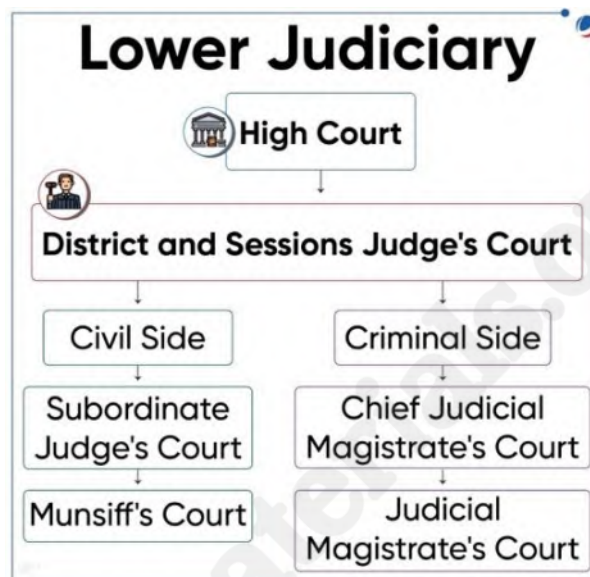 Lower Judiciary
High Court
District and Sessions Judge's Court
Civil Side
Criminal Side
Subordinate
Judge's Court
Chief Judicial
Magistrate's Court
Munsiff's Court
Judicial
Magistrate's Court
aterials.o